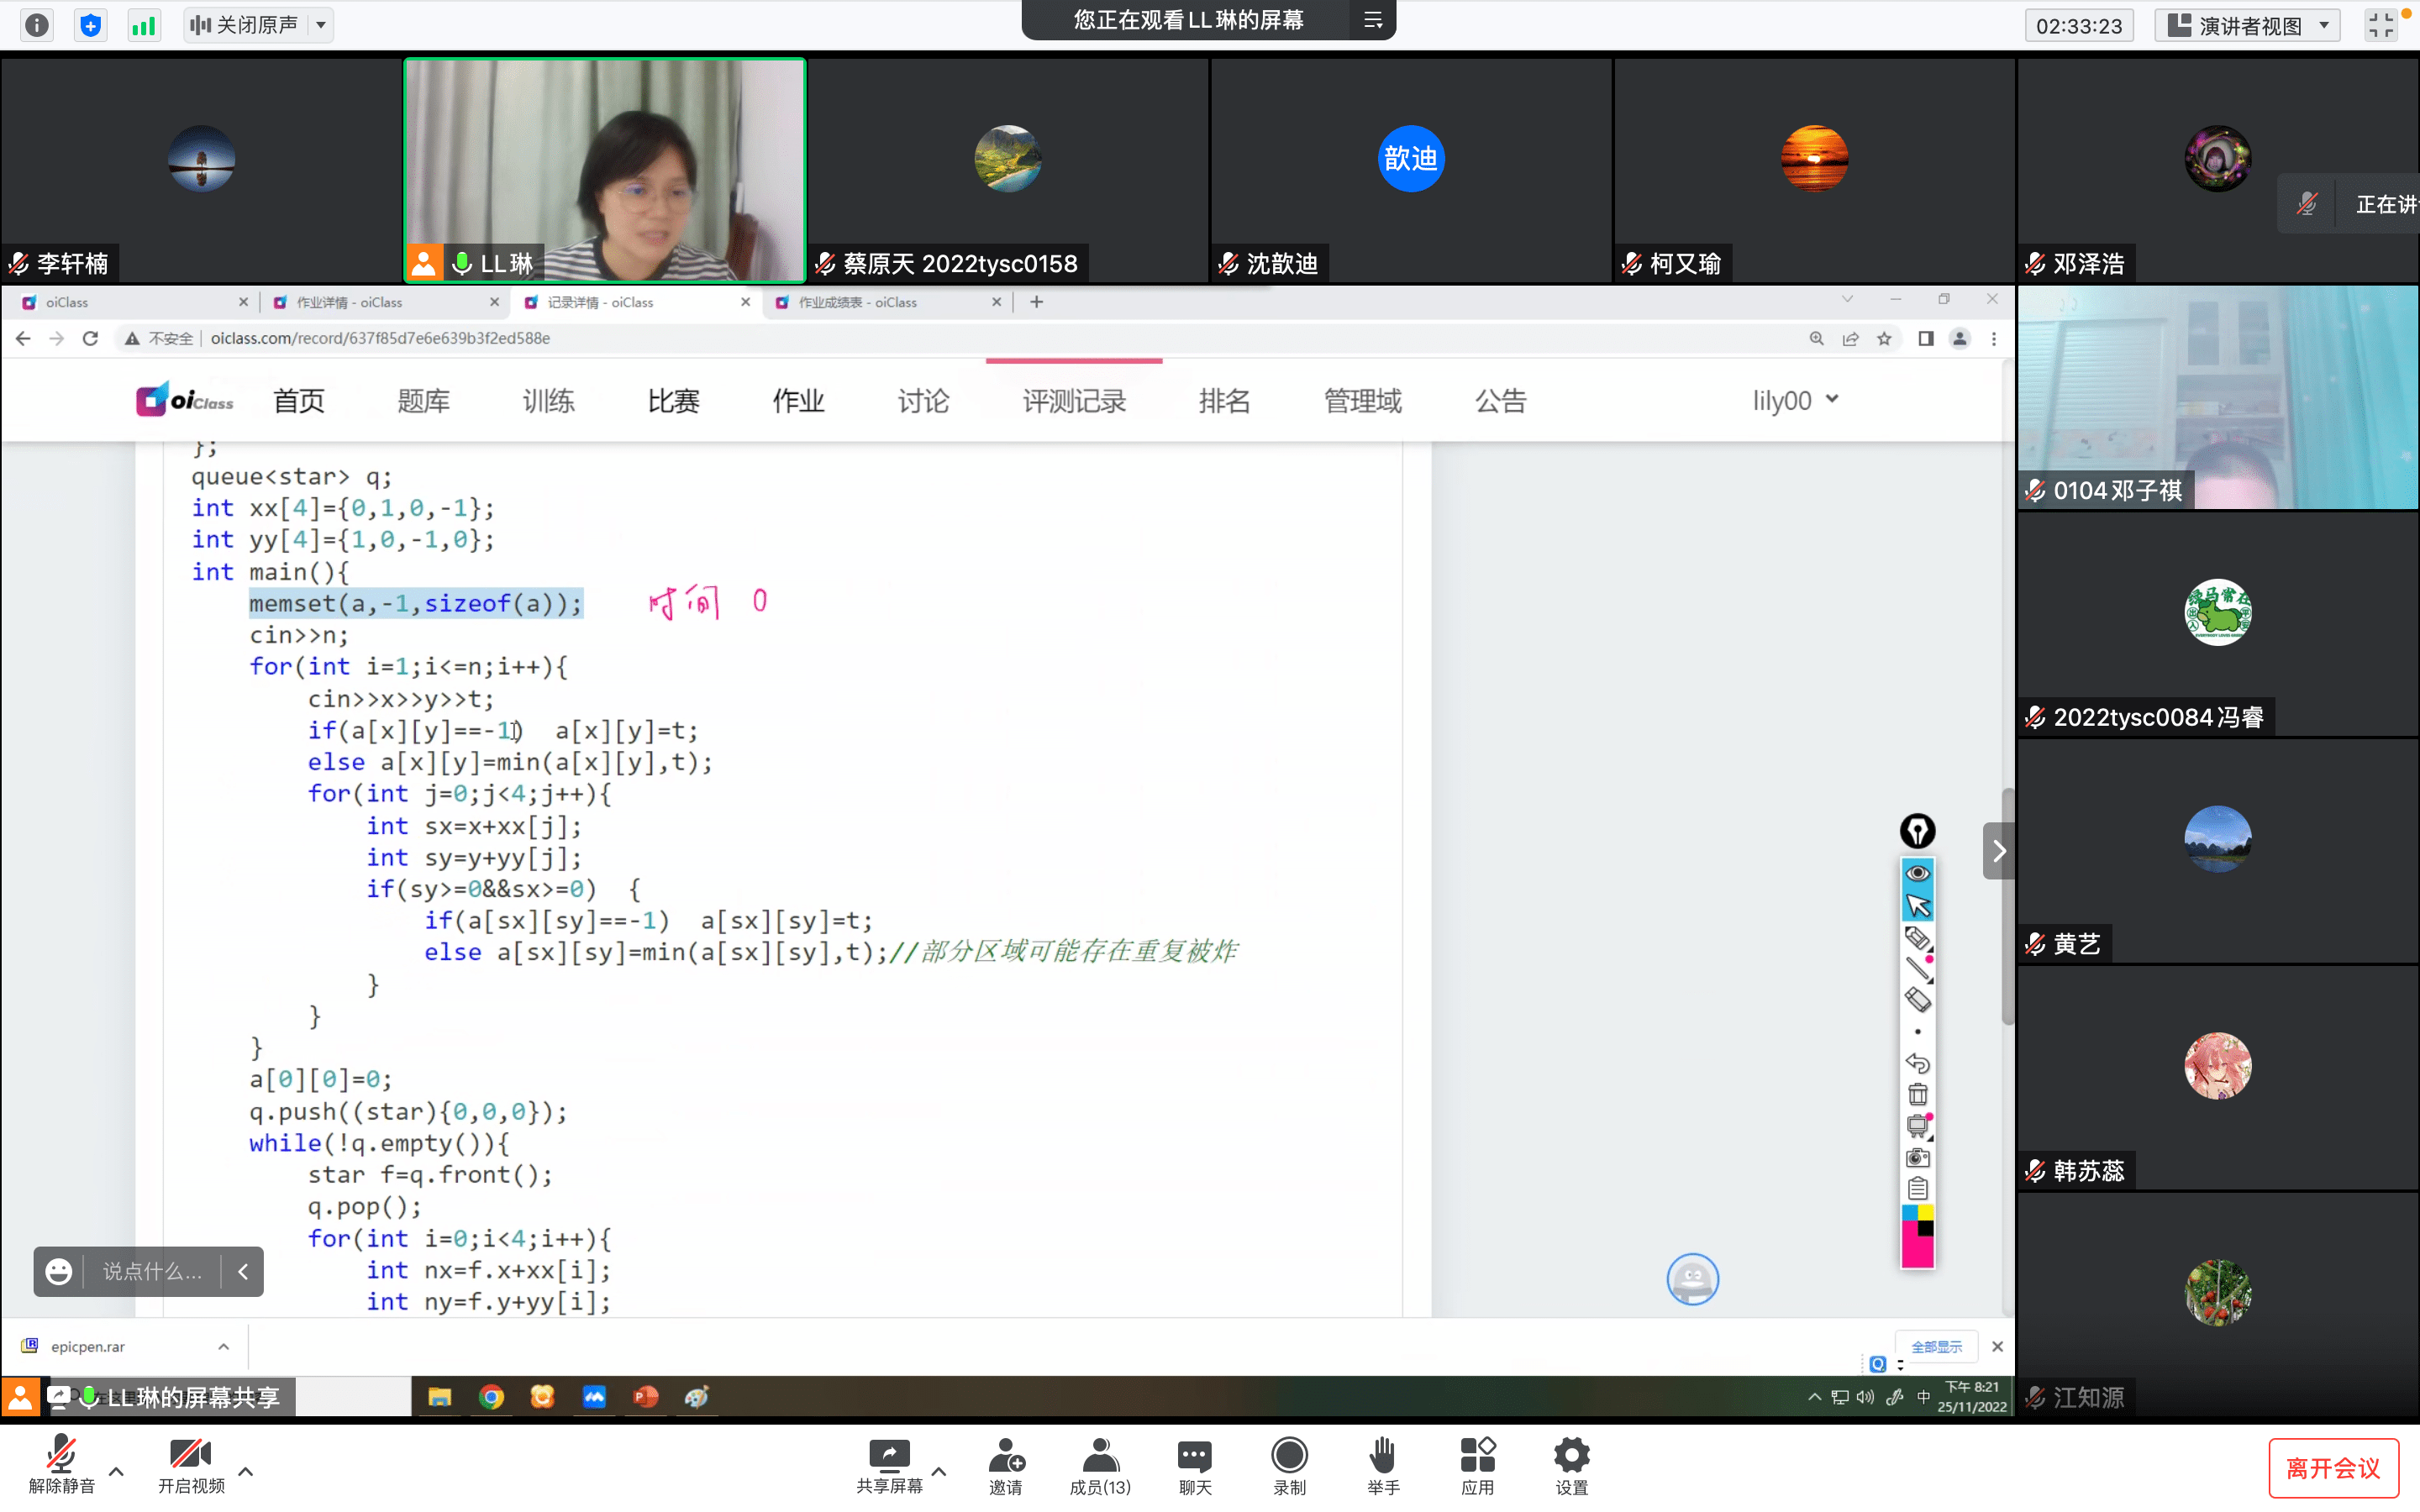 关闭原声
您正在观看LL 琳的屏幕
02:33:23
演讲者视图
李轩楠
LL 琳
蔡原天 2022tysc0158
歆迪
沈歆迪
柯又瑜
邓泽浩
正在讲
oiClass
作业详情 - oiClass
记录详情 - oiClass
作业成绩表 - oiClass
不安全
oiclass.com/record/637f85d7e6e639b3f2ed588e
oiClass
首页
题库
训练
比赛
作业
讨论
评测记录
排名
管理域
公告
lily00
};
queue<star> q;
int xx[4]={0,1,0,-1};
int yy[4]={1,0,-1,0};
int main(){
memset(a,-1,sizeof(a));
时间 0
cin>>n;
for(int i=1;i<=n;i++){
cin>>x>>y>>t;
if(a[x][y]==-1) a[x][y]=t;
else a[x][y]=min(a[x][y],t);
for(int j=0;j<4;j++){
int sx=x+xx[j];
int sy=y+yy[j];
if(sy>=0&&sx>=0) {
if(a[sx][sy]==-1) a[sx][sy]=t;
else a[sx][sy]=min(a[sx][sy],t);//部分区域可能存在重复被炸
}
}
}
a[0][0]=0;
q.push((star){0,0,0});
while(!q.empty()){
star f=q.front();
q.pop();
for(int i=0;i<4;i++){
int nx=f.x+xx[i];
int ny=f.y+yy[i];
0104 邓子祺
2022tysc0084 冯睿
黄艺
韩苏蕊
江知源
说点什么...
epicpen.rar
全部显示
LL 琳的屏幕共享
中
下午 8:21
25/11/2022
解除静音
开启视频
共享屏幕
邀请
成员(13)
聊天
录制
举手
应用
设置
离开会议